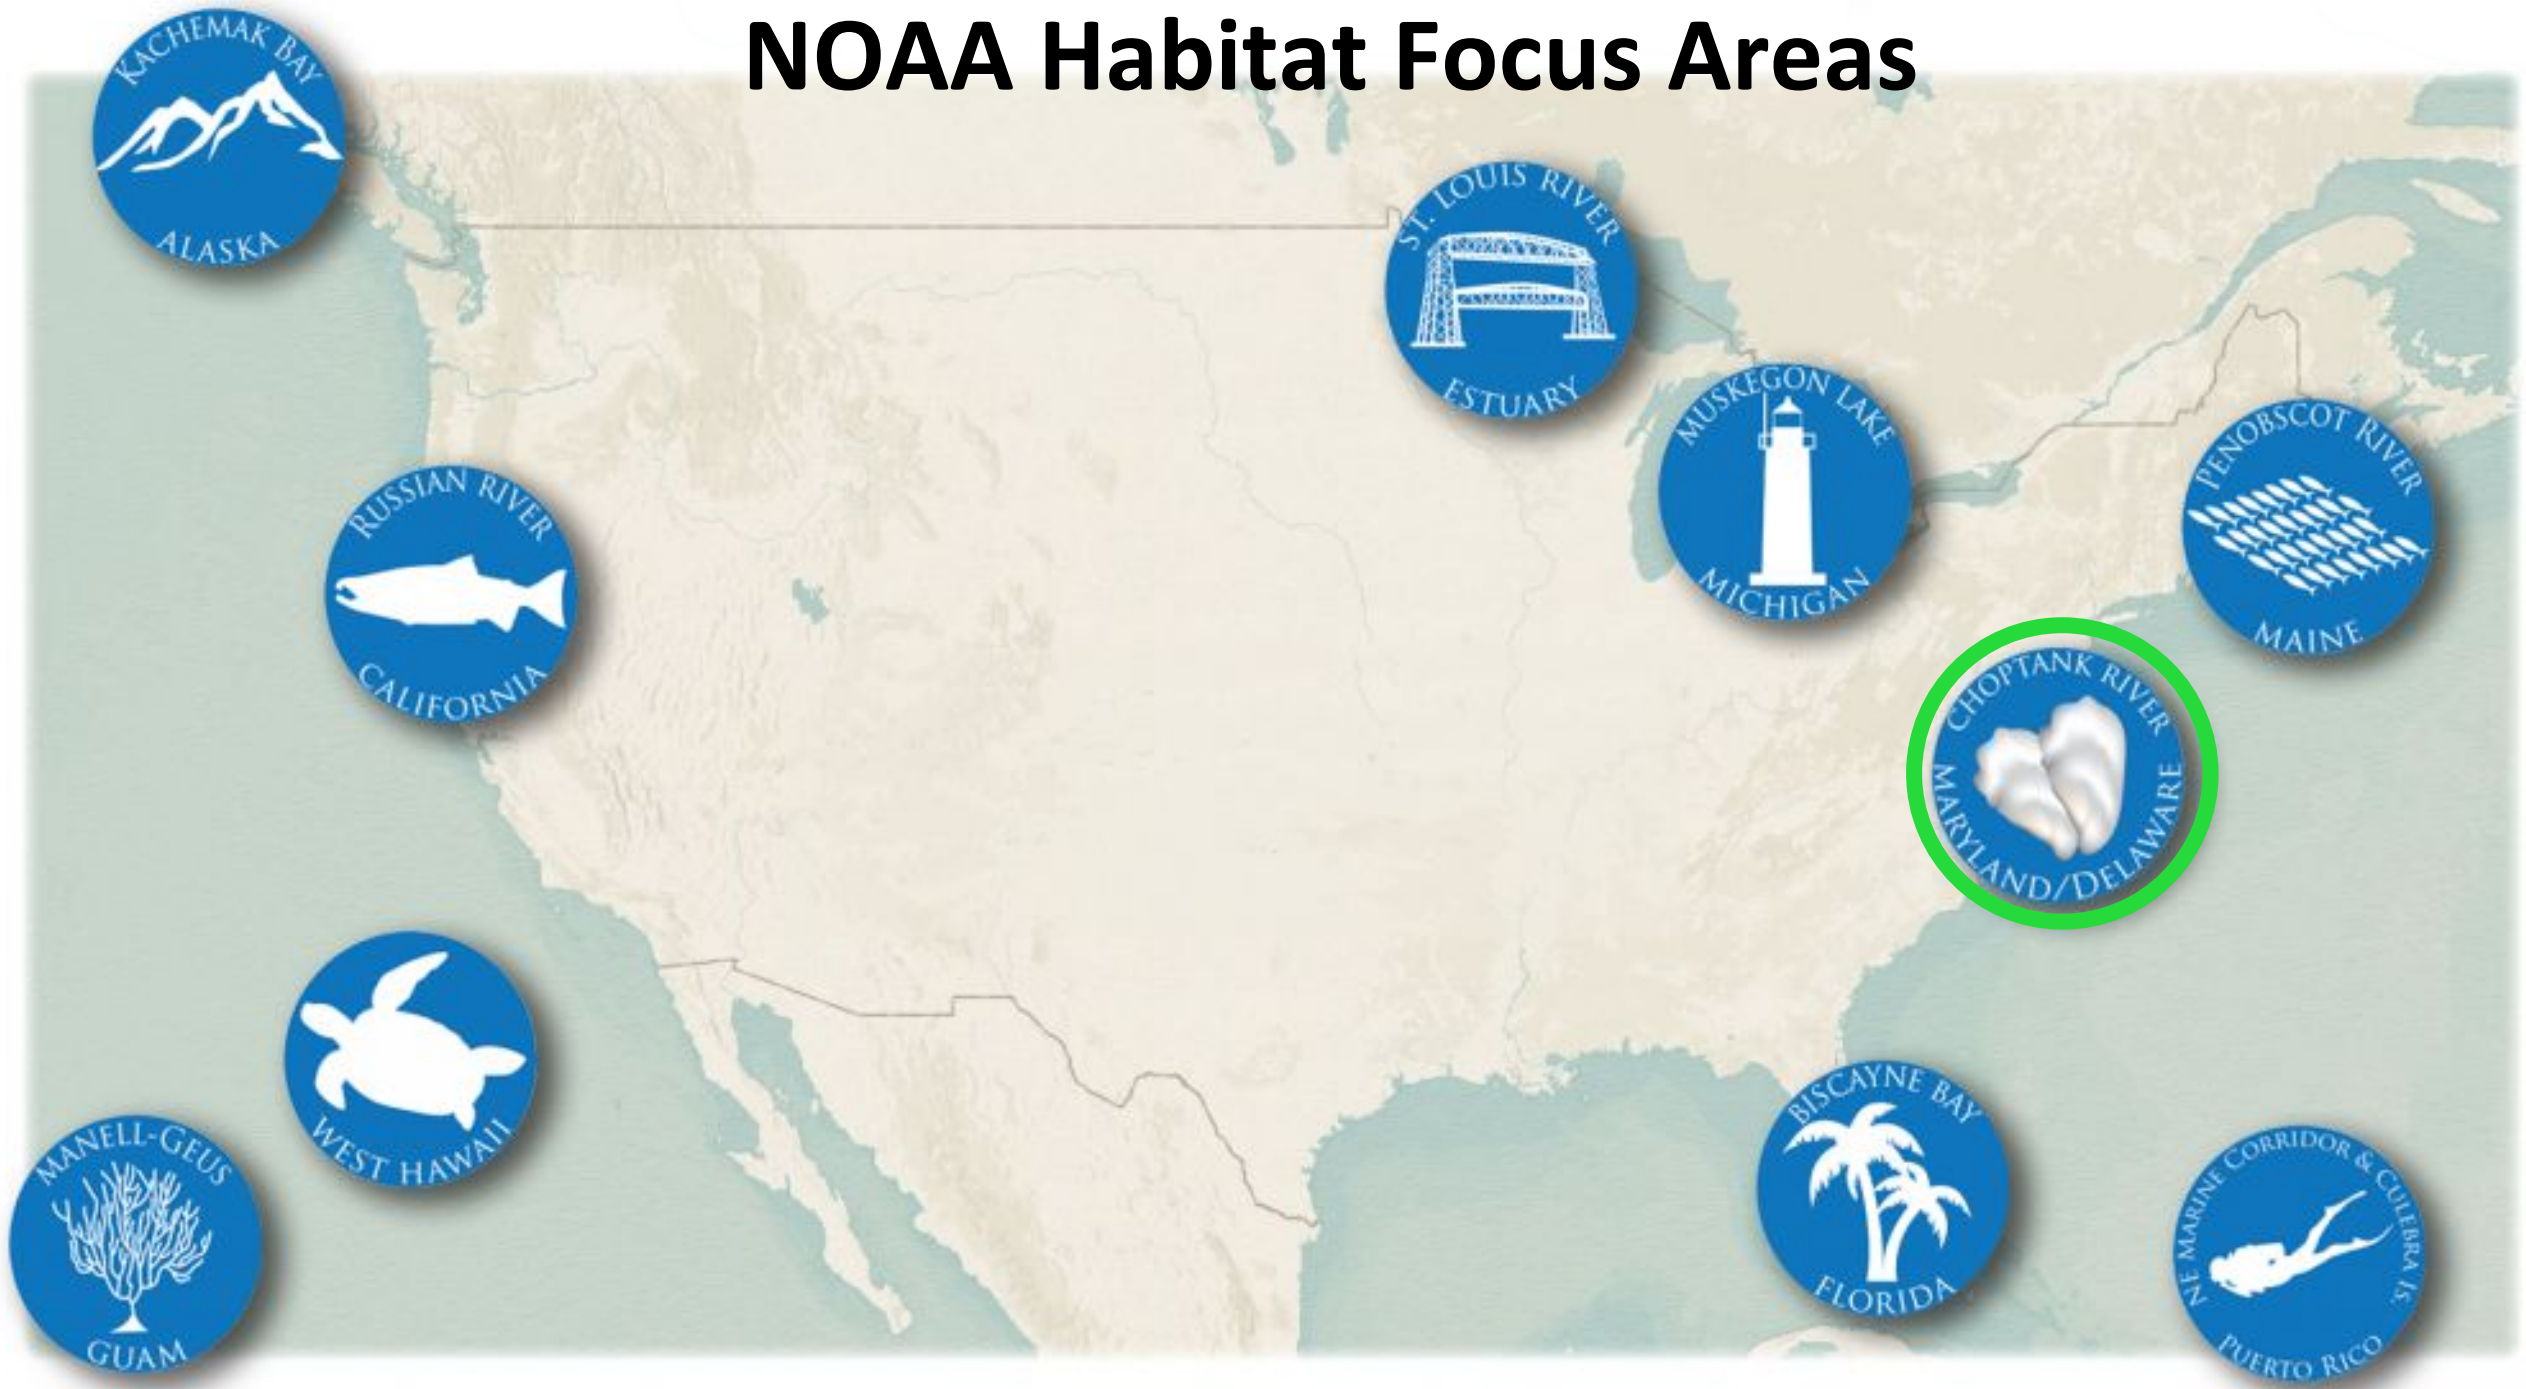 NOAA Habitat Focus Areas
KACHEMAK BAY
ALASKA
ST. LOUIS RIVER
ESTUARY
MUSKEGON LAKE
MICHIGAN
PENOBSCOT RIVER
MAINE
RUSSIAN RIVER
CALIFORNIA
CHOPTANK RIVER
MARYLAND/DELAWARE
WEST HAWAII
MANELL-GEUS
GUAM
BISCAYNE BAY
FLORIDA
NE MARINE CORRIDOR & CULEBRA IS.
PUERTO RICO